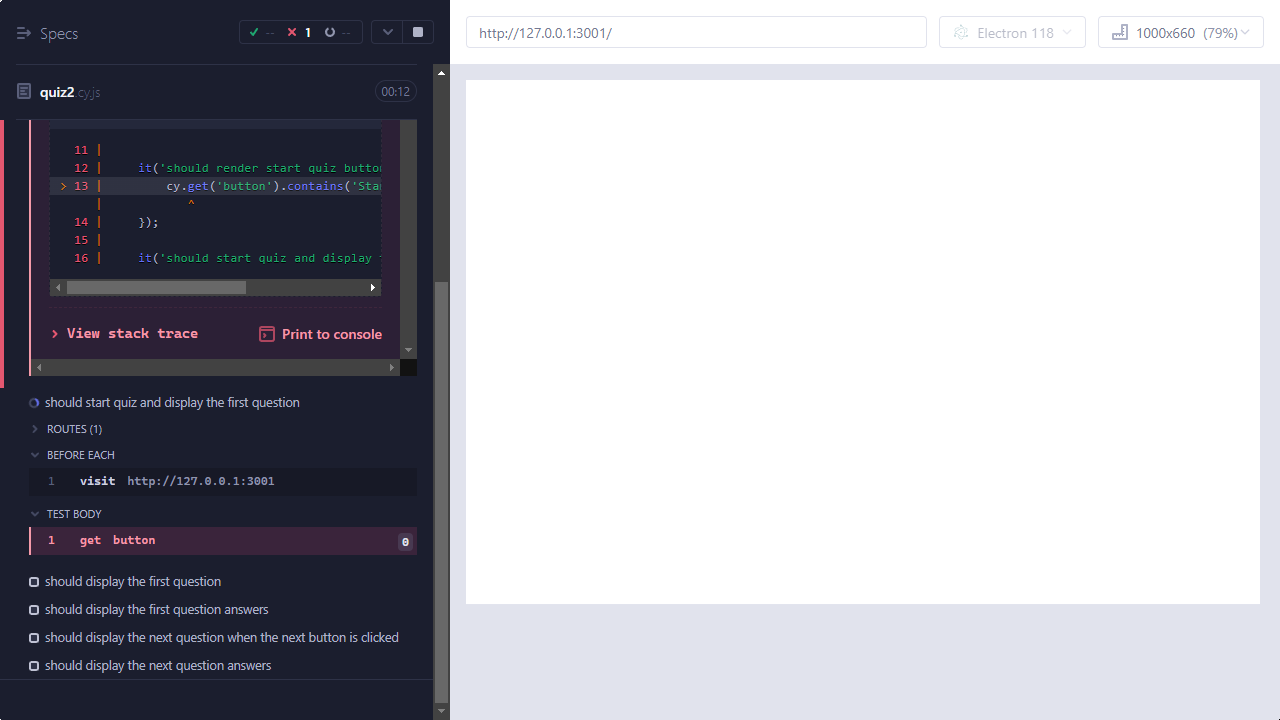 Specs
-- 1 --
quiz2.cy.js
00:12
11 |
12 | it('should render start quiz button
> 13 | cy.get('button').contains('Sta
| ^
14 | });
15 |
16 | it('should start quiz and display
View stack trace
Print to console
should start quiz and display the first question
ROUTES (1)
BEFORE EACH
1 visit http://127.0.0.1:3001
TEST BODY
1 get button 0
should display the first question
should display the first question answers
should display the next question when the next button is clicked
should display the next question answers
http://127.0.0.1:3001/
Electron 118
1000x660 (79%)